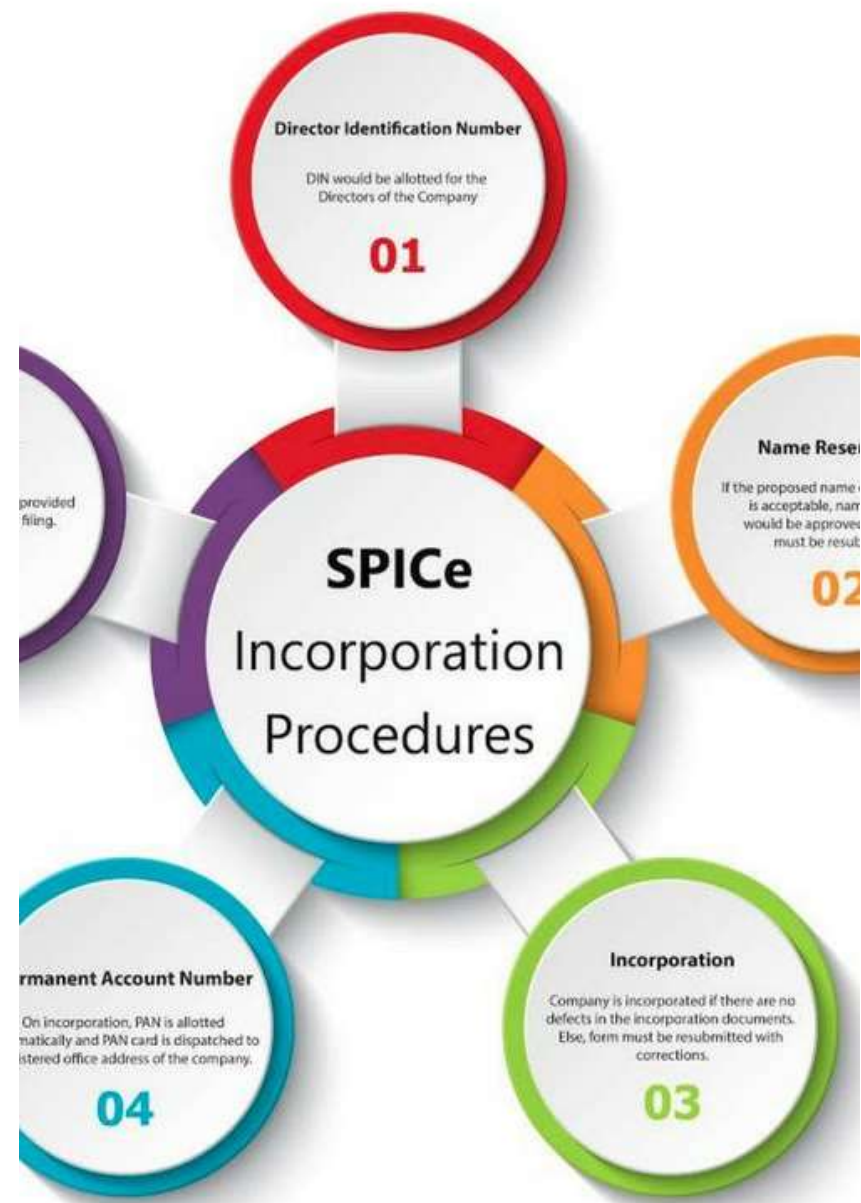 Director Identification Number
DIN would be allotted for the
Directors of the Company
01
Name Reser
If the proposed name
is acceptable, nam
would be approved
must be resub
02
Incorporation
Company is incorporated if there are no
defects in the incorporation documents.
Else, form must be resubmitted with
corrections.
03
rmanent Account Number
On incorporation, PAN is allotted
matically and PAN card is dispatched to
istered office address of the company.
04
provided
filing.
SPICe
Incorporation
Procedures